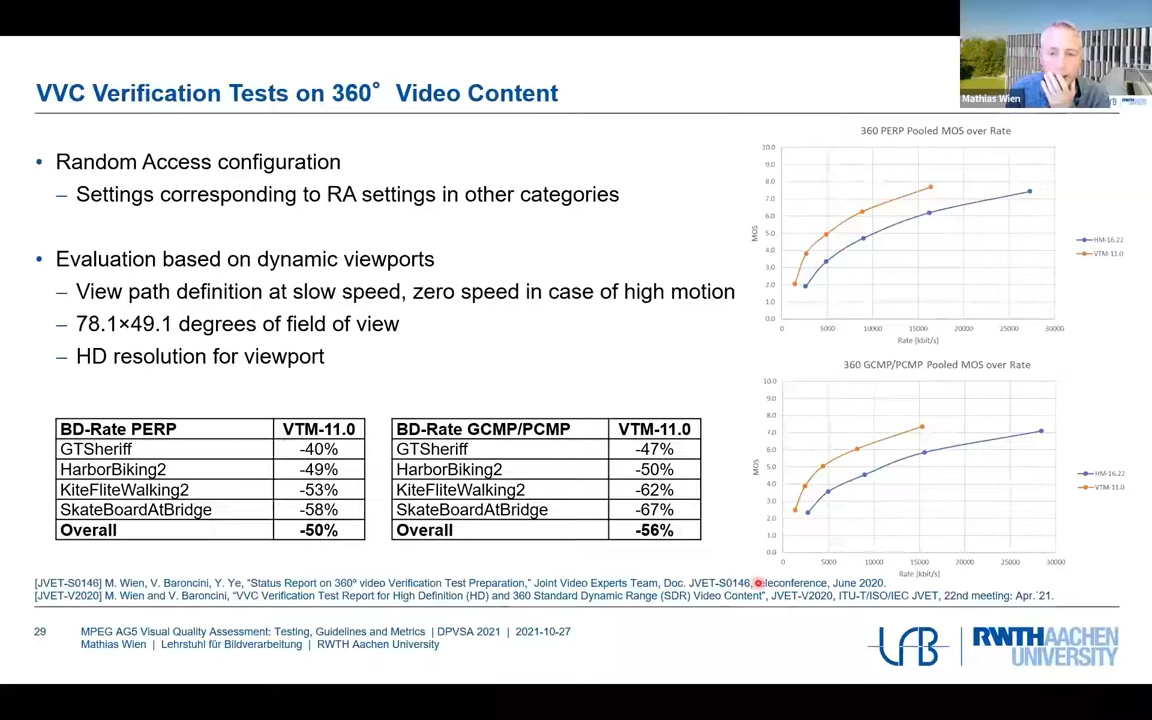 Mathias Wien
VVC Verification Tests on 360° Video Content
• Random Access configuration
– Settings corresponding to RA settings in other categories
• Evaluation based on dynamic viewports
– View path definition at slow speed, zero speed in case of high motion
– 78.1×49.1 degrees of field of view
– HD resolution for viewport
BD-Rate PERP VTM-11.0
GTSheriff -40%
HarborBiking2 -49%
KiteFliteWalking2 -53%
SkateBoardAtBridge -58%
Overall -50%
BD-Rate GCMP/PCMP VTM-11.0
GTSheriff -47%
HarborBiking2 -50%
KiteFliteWalking2 -62%
SkateBoardAtBridge -67%
Overall -56%
360 PERP Pooled MOS over Rate
10.0
9.0
8.0
7.0
6.0
5.0
4.0
3.0
2.0
1.0
0.0
MOS
0 5000 10000 15000 20000 25000 30000
Rate [kbit/s]
HM-16.22
VTM-11.0
360 GCMP/PCMP Pooled MOS over Rate
10.0
9.0
8.0
7.0
6.0
5.0
4.0
3.0
2.0
1.0
0.0
MOS
0 5000 10000 15000 20000 25000 30000
Rate [kbit/s]
HM-16.22
VTM-11.0
[JVET-S0146] M. Wien, V. Baroncini, Y. Ye, “Status Report on 360º video Verification Test Preparation,” Joint Video Experts Team, Doc. JVET-S0146, eleconference, June 2020.
[JVET-V2020] M. Wien and V. Baroncini, “VVC Verification Test Report for High Definition (HD) and 360 Standard Dynamic Range (SDR) Video Content”, JVET-V2020, ITU-T/ISO/IEC JVET, 22nd meeting: Apr.'21.
29
MPEG AG5 Visual Quality Assessment: Testing, Guidelines and Metrics | DPVSA 2021 | 2021-10-27
Mathias Wien | Lehrstuhl für Bildverarbeitung | RWTH Aachen University
LfB
RWTHAACHEN
UNIVERSITY